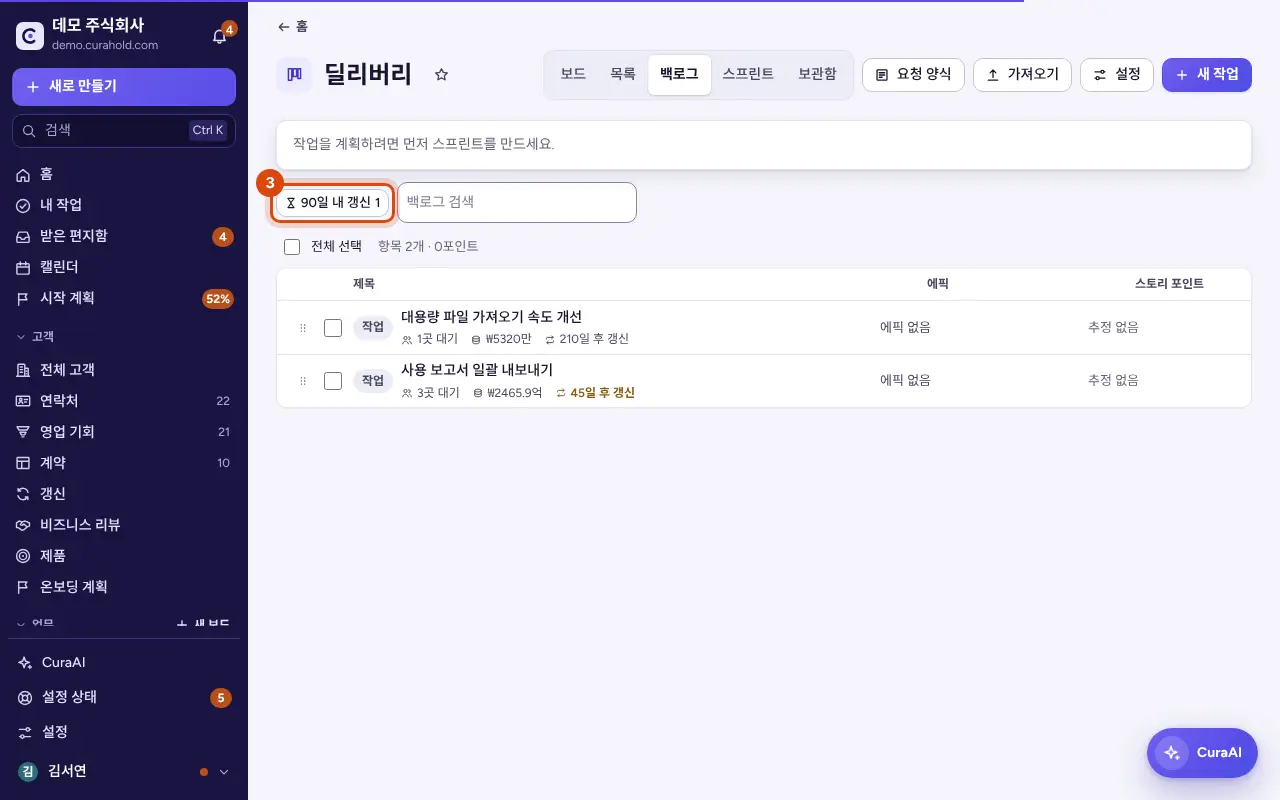 데모 주식회사
demo.curahold.com
4
새로 만들기
검색
Ctrl K
홈
내 작업
받은 편지함
4
캘린더
시작 계획
52%
고객
전체 고객
연락처
22
영업 기회
21
계약
10
갱신
비즈니스 리뷰
제품
온보딩 계획
업무
새 보드
CuraAI
설정 상태
5
설정
김 김서연
← 홈
딜리버리
보드
목록
백로그
스프린트
보관함
요청 양식
가져오기
설정
새 작업
작업을 계획하려면 먼저 스프린트를 만드세요.
3
90일 내 갱신 1
백로그 검색
전체 선택
항목 2개 · 0포인트
제목
에픽
스토리 포인트
작업
대용량 파일 가져오기 속도 개선
1곳 대기
₩5320만
210일 후 갱신
에픽 없음
추정 없음
작업
사용 보고서 일괄 내보내기
3곳 대기
₩2465.9억
45일 후 갱신
에픽 없음
추정 없음
CuraAI